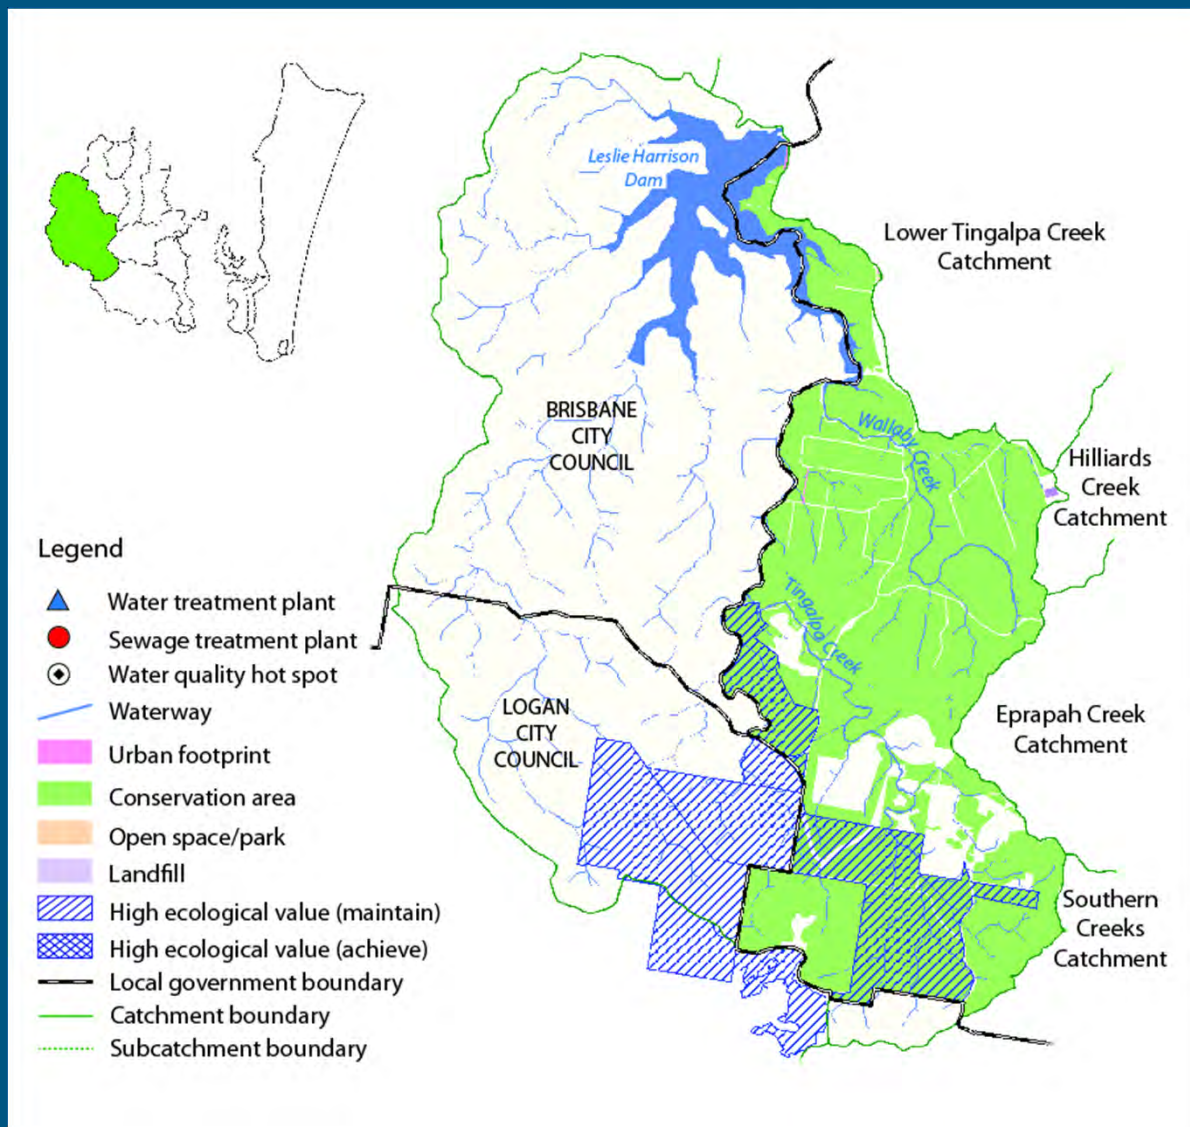 Leslie Harrison
Dam
Lower Tingalpa Creek
Catchment
BRISBANE
CITY
COUNCIL
Wallaby Creek
Hilliards
Creek
Catchment
Tingalpa Creek
LOGAN
CITY
COUNCIL
Eprapah Creek
Catchment
Southern
Creeks
Catchment
Legend
Water treatment plant
Sewage treatment plant
Water quality hot spot
Waterway
Urban footprint
Conservation area
Open space/park
Landfill
High ecological value (maintain)
High ecological value (achieve)
Local government boundary
Catchment boundary
Subcatchment boundary